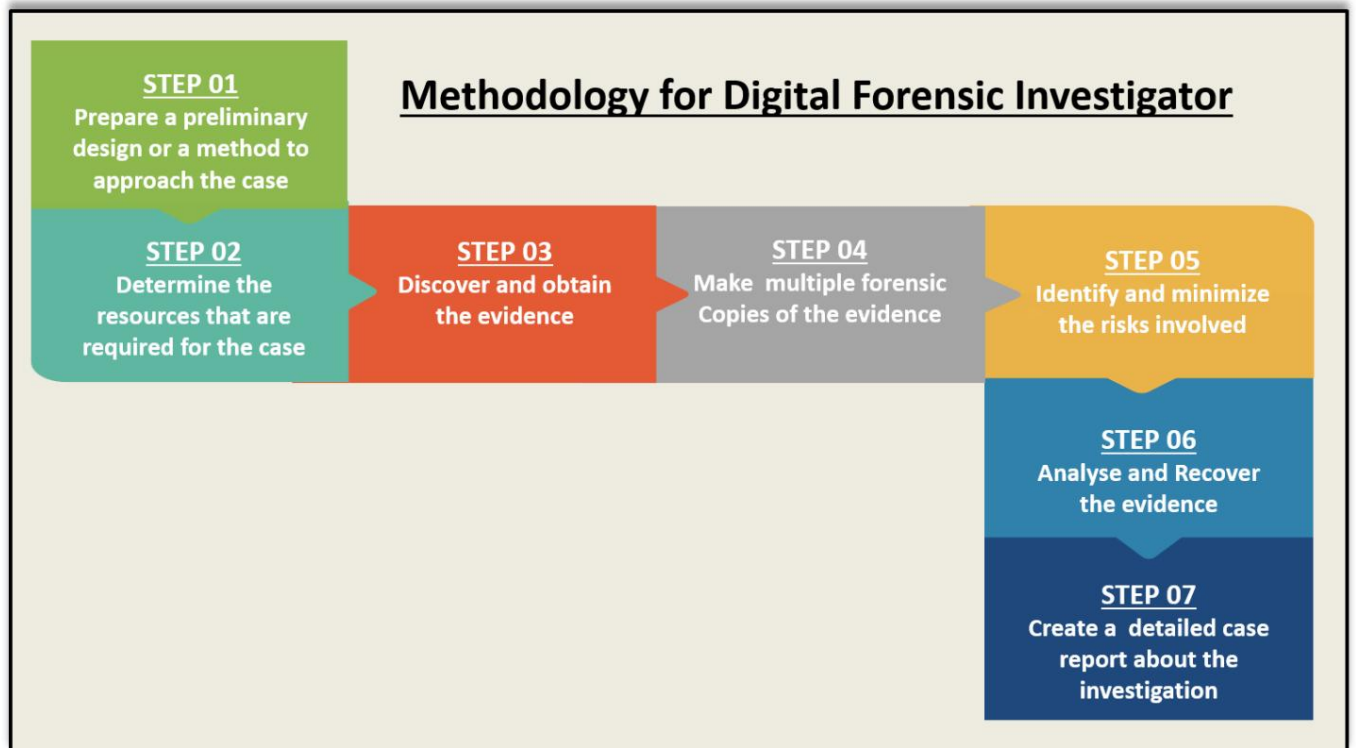 Methodology for Digital Forensic Investigator
STEP 01
Prepare a preliminary
design or a method to
approach the case
STEP 02
Determine the
resources that are
required for the case
STEP 03
Discover and obtain
the evidence
STEP 04
Make multiple forensic
Copies of the evidence
STEP 05
Identify and minimize
the risks involved
STEP 06
Analyse and Recover
the evidence
STEP 07
Create a detailed case
report about the
investigation